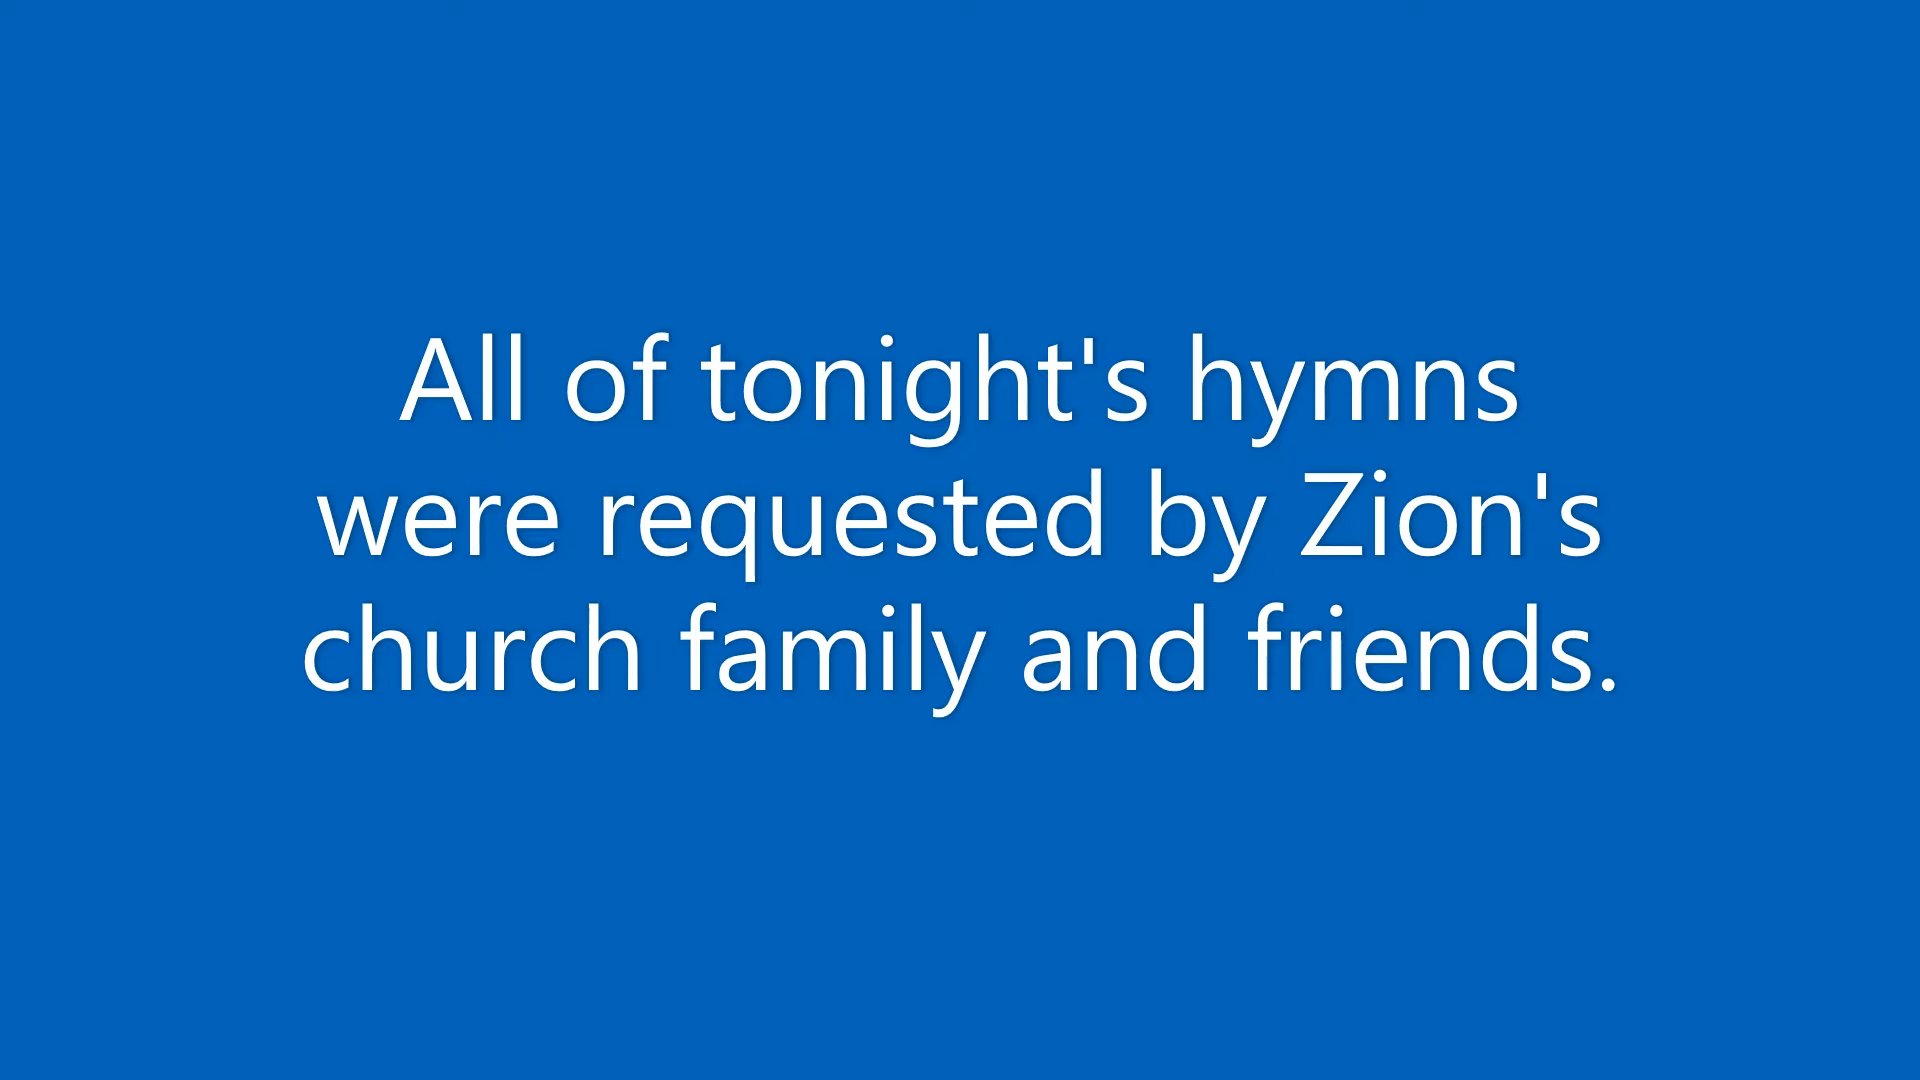 All of tonight's hymns
were requested by Zion's
church family and friends.